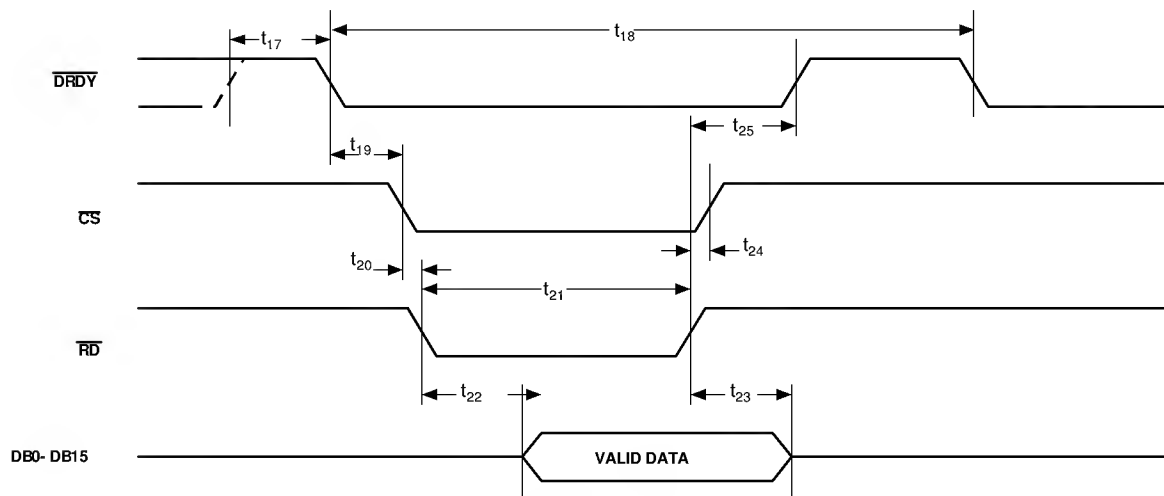 t17
t18
DRDY
t25
t19
CS
t24
t20
t21
RD
t22
t23
DB0- DB15
VALID DATA